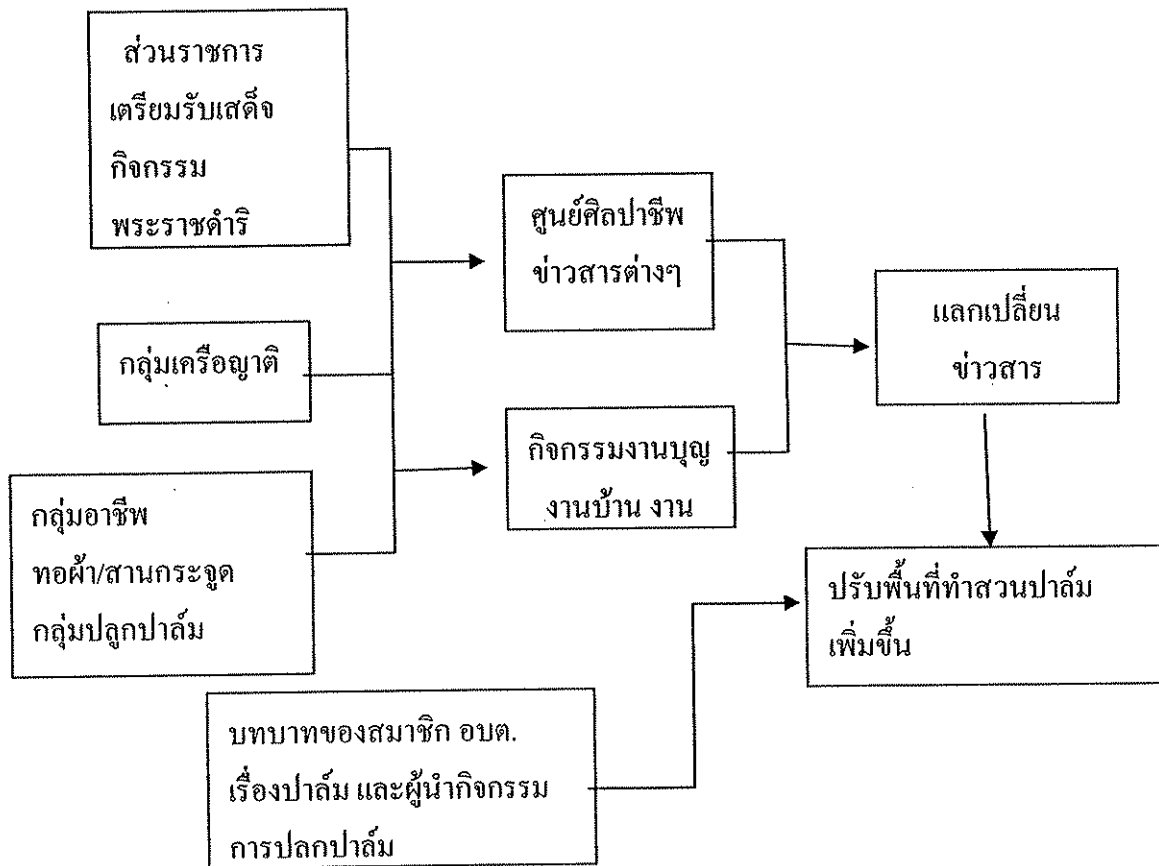 ส่วนราชการ
เตรียมรับเสด็จ
กิจกรรม
พระราชดำริ
กลุ่มเครือญาติ
กลุ่มอาชีพ
ทอผ้า/สานกระจูด
กลุ่มปลูกปาล์ม
ศูนย์ศิลปาชีพ
ข่าวสารต่างๆ
กิจกรรมงานบุญ
งานบ้าน งาน
แลกเปลี่ยน
ข่าวสาร
ปรับพื้นที่ทำสวนปาล์ม
เพิ่มขึ้น
บทบาทของสมาชิก อบต.
เรื่องปาล์ม และผู้นำกิจกรรม
การปลกปาล์ม